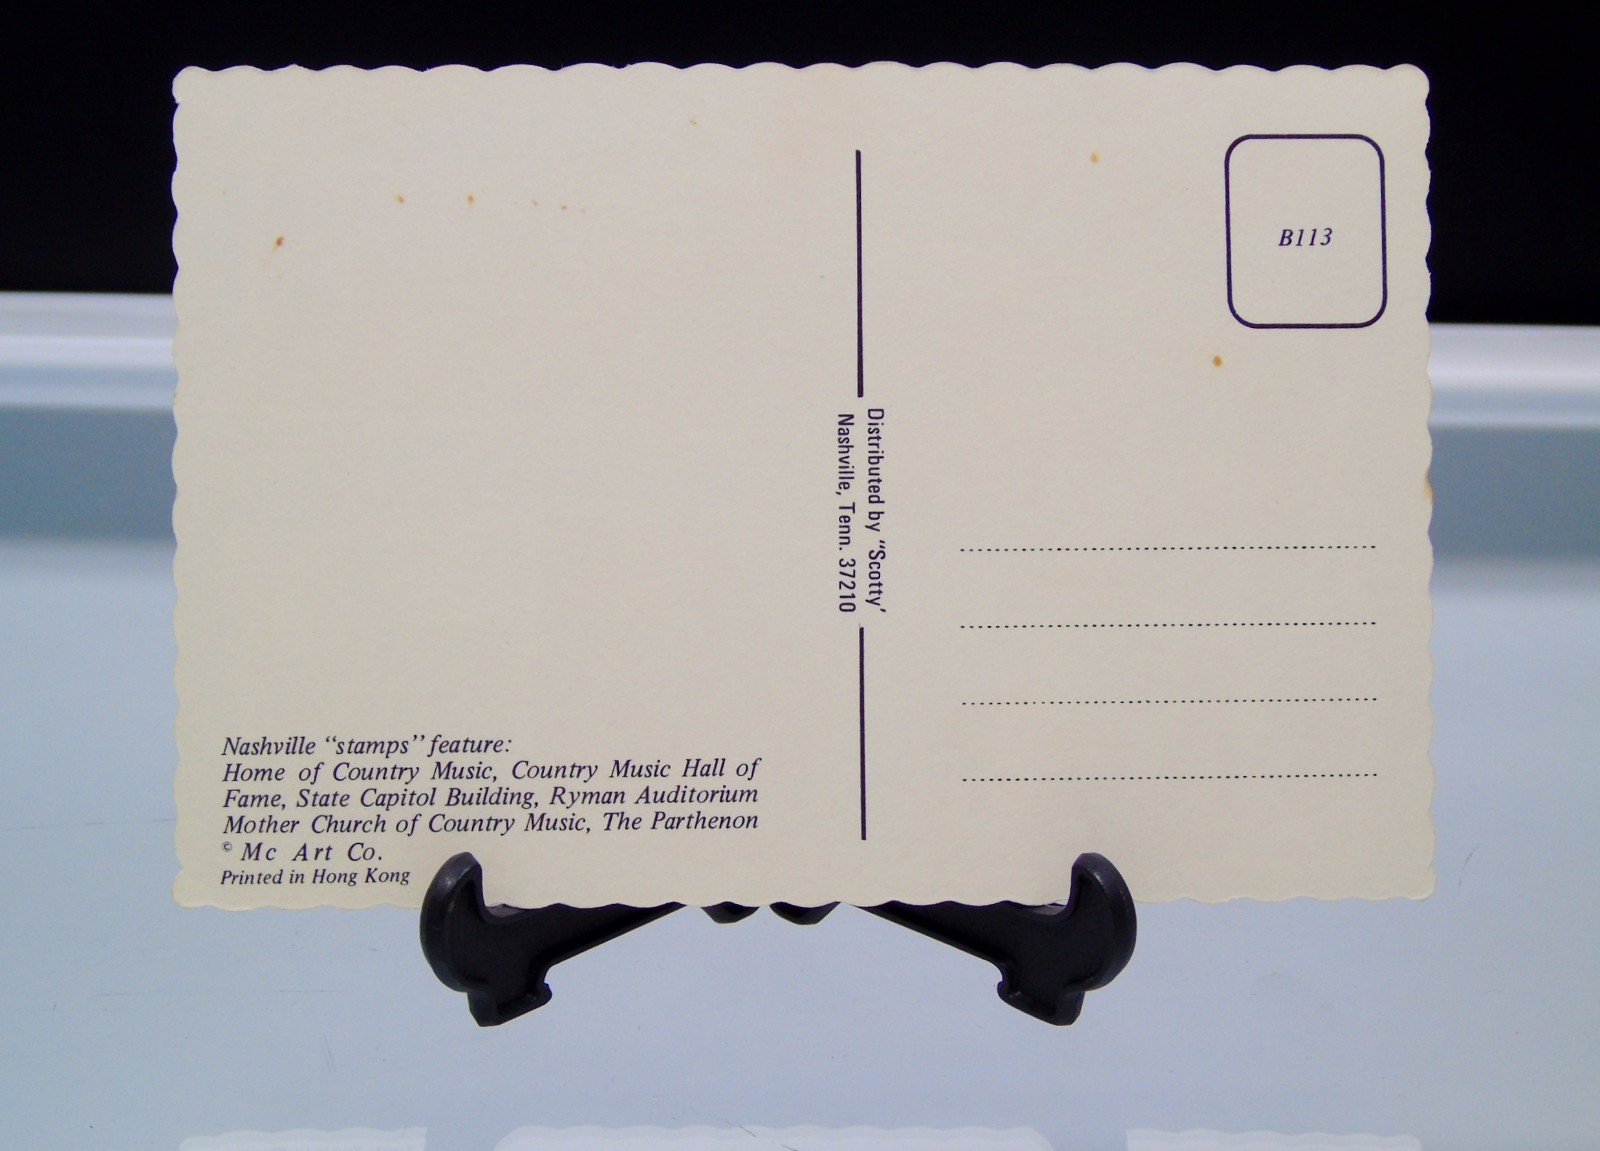 B113
Distributed by “Scotty’
Nashville, Tenn. 37210
Nashville “stamps” feature:
Home of Country Music, Country Music Hall of
Fame, State Capitol Building, Ryman Auditorium
Mother Church of Country Music, The Parthenon
© Mc Art Co.
Printed in Hong Kong